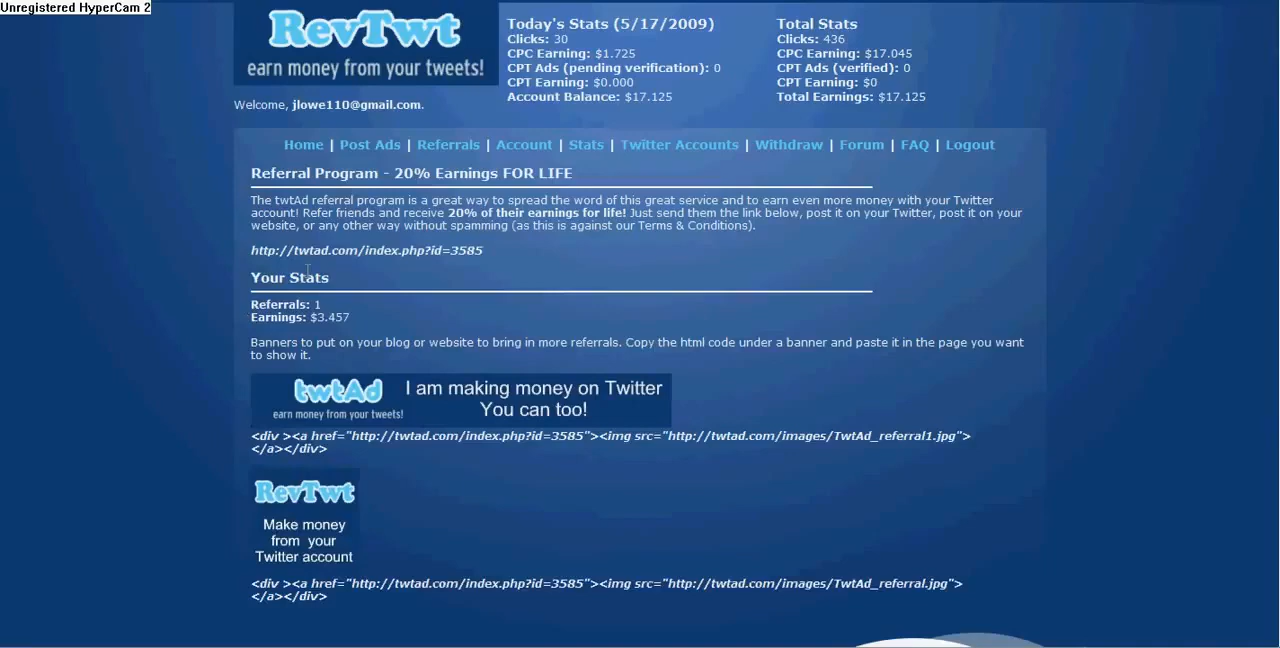 Unregistered HyperCam 2
RevTwt
earn money from your tweets!
Today's Stats (5/17/2009)
Clicks: 30
CPC Earning: $1.725
CPT Ads (pending verification): 0
CPT Earning: $0.000
Account Balance: $17.125
Total Stats
Clicks: 436
CPC Earning: $17.045
CPT Ads (verified): 0
CPT Earning: $0
Total Earnings: $17.125
Welcome, jlowe110@gmail.com.
Home | Post Ads | Referrals | Account | Stats | Twitter Accounts | Withdraw | Forum | FAQ | Logout
Referral Program - 20% Earnings FOR LIFE
The twtAd referral program is a great way to spread the word of this great service and to earn even more money with your Twitter
account! Refer friends and receive 20% of their earnings for life! Just send them the link below, post it on your Twitter, post it on your
website, or any other way without spamming (as this is against our Terms & Conditions).
http://twtad.com/index.php?id=3585
Your Stats
Referrals: 1
Earnings: $3.457
Banners to put on your blog or website to bring in more referrals. Copy the html code under a banner and paste it in the page you want
to show it.
twtAd
earn money from your tweets!
I am making money on Twitter
You can too!
<div ><a href="http://twtad.com/index.php?id=3585"><img src="http://twtad.com/images/TwtAd_referral1.jpg">
</a></div>
RevTwt
Make money
from your
Twitter account
<div ><a href="http://twtad.com/index.php?id=3585"><img src="http://twtad.com/images/TwtAd_referral.jpg">
</a></div>